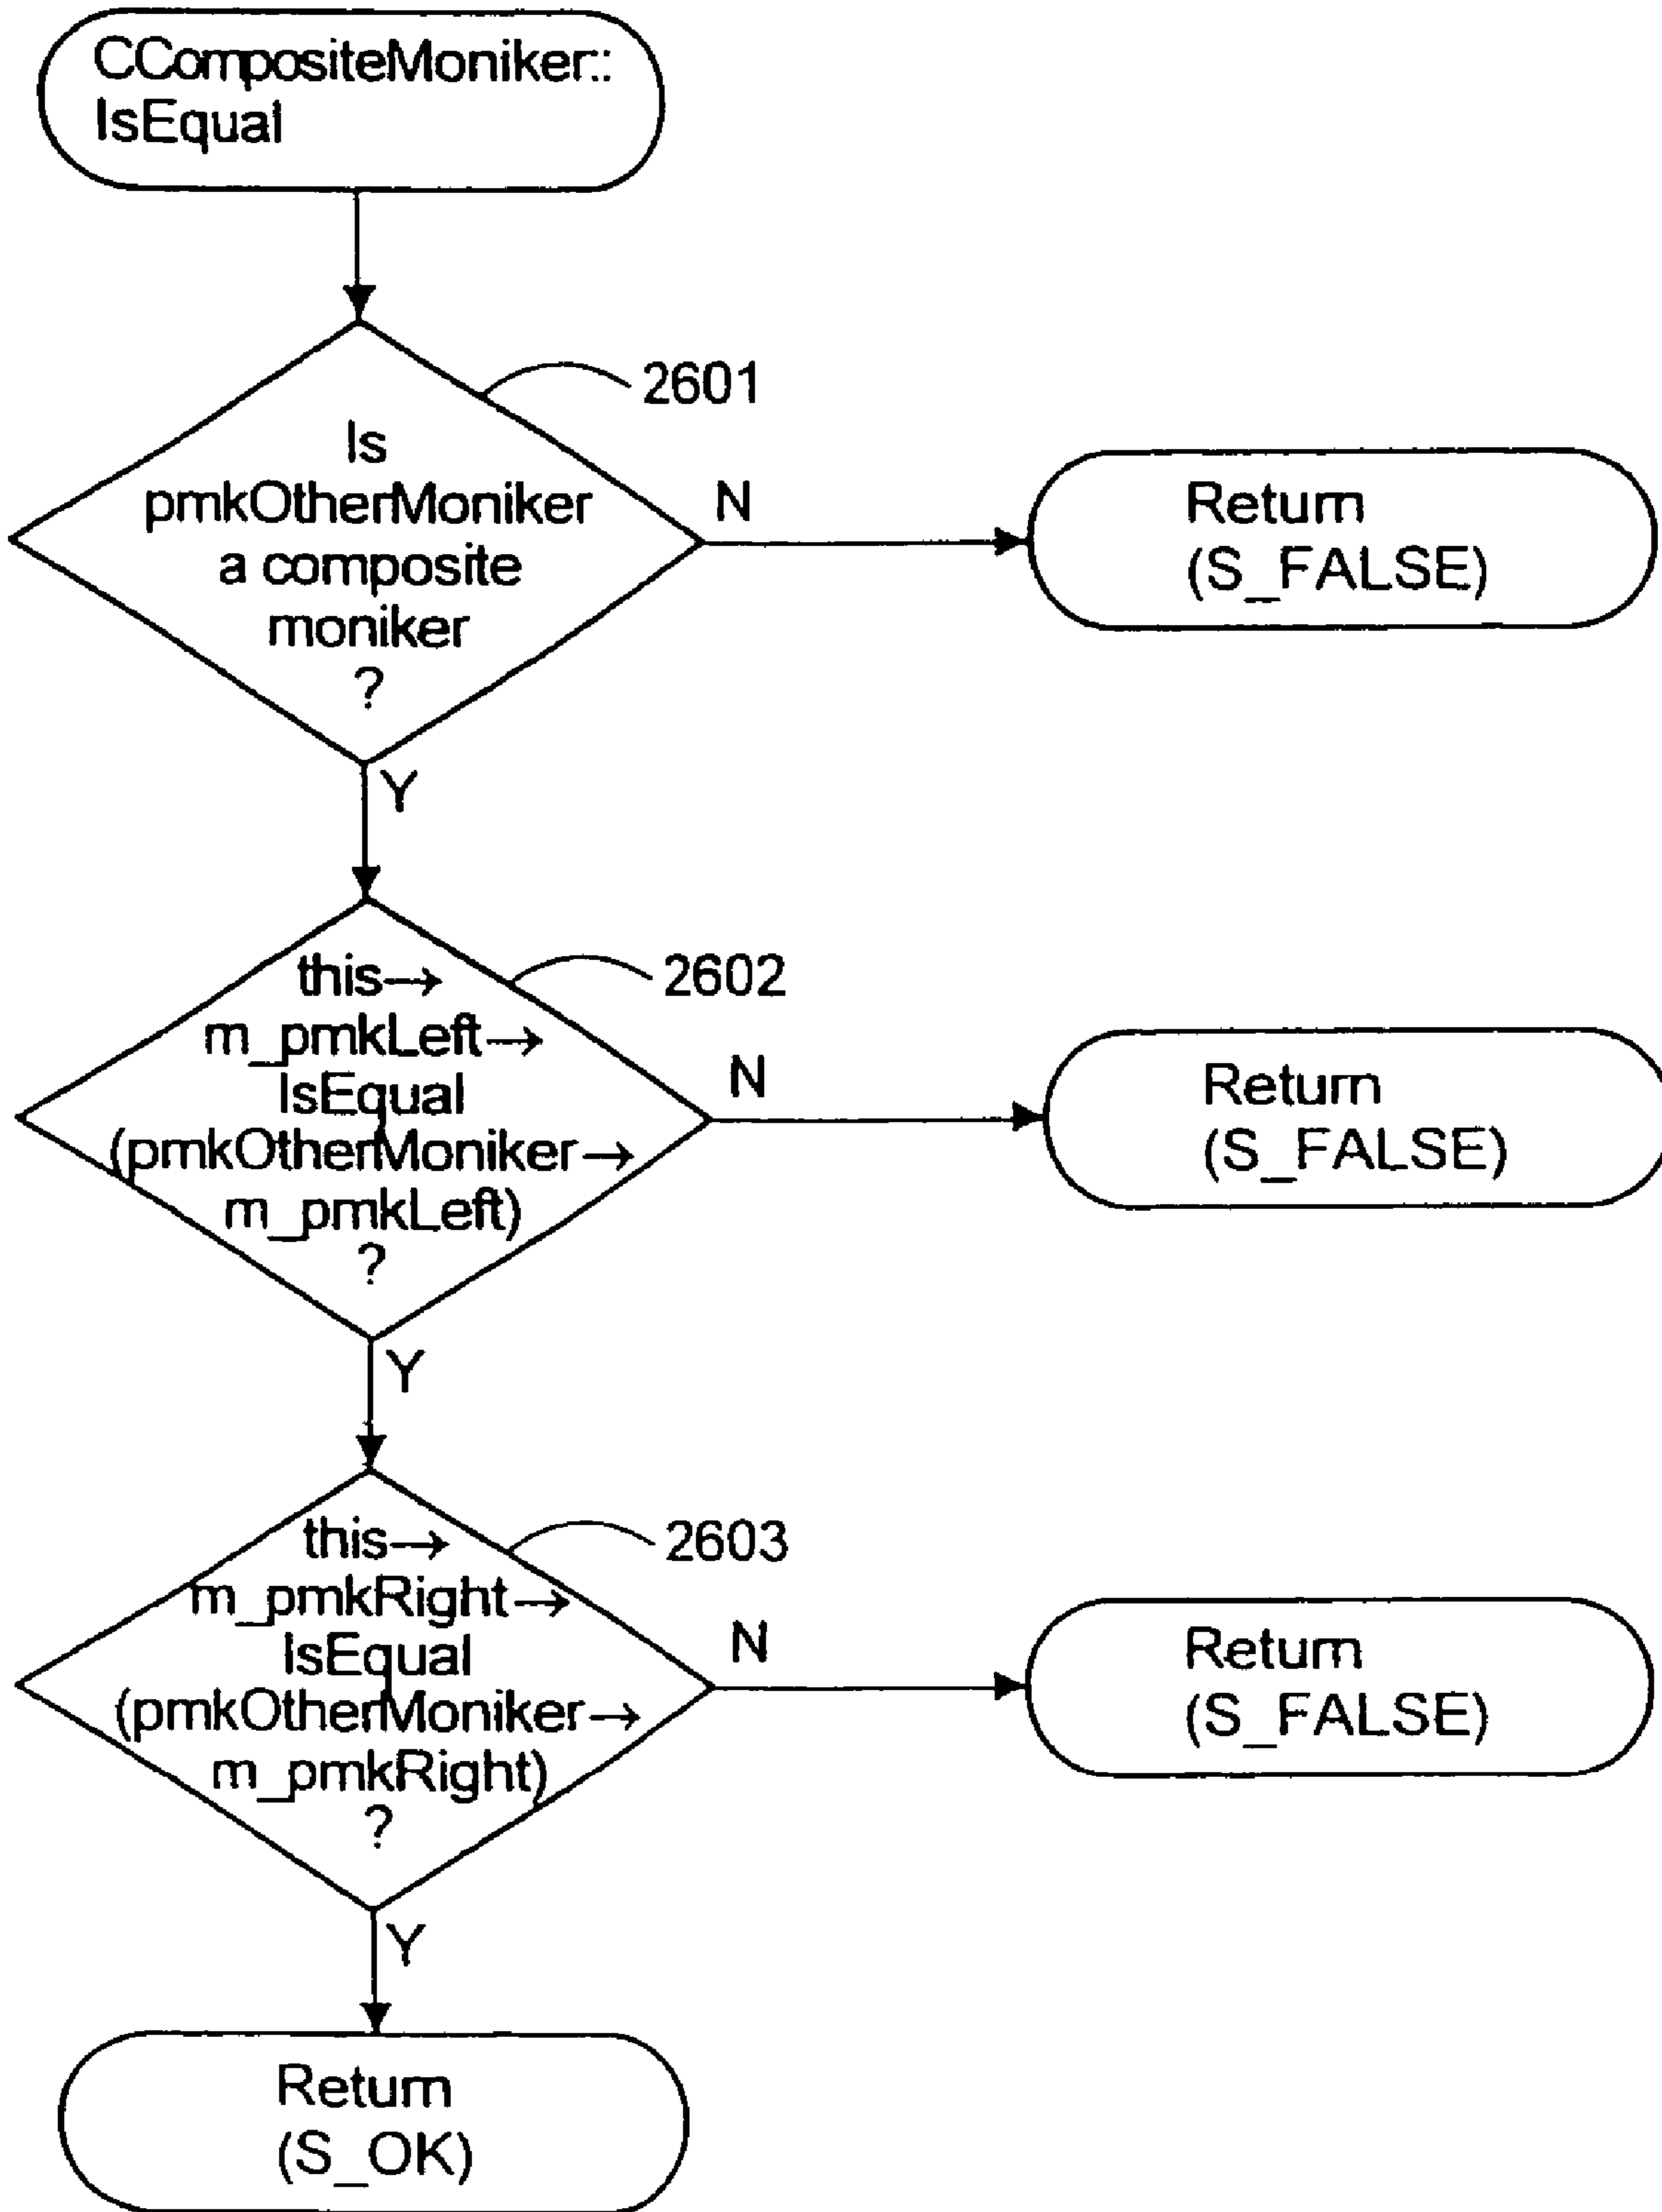 CCompositeMoniker::
IsEqual
2601
Is
pmkOtherMoniker
a composite
moniker
?
N
Return
(S_FALSE)
Y
2602
this→
m_pmkLeft→
IsEqual
(pmkOtherMoniker→
m_pmkLeft)
?
N
Return
(S_FALSE)
Y
2603
this→
m_pmkRight→
IsEqual
(pmkOtherMoniker→
m_pmkRight)
?
N
Return
(S_FALSE)
Y
Return
(S_OK)